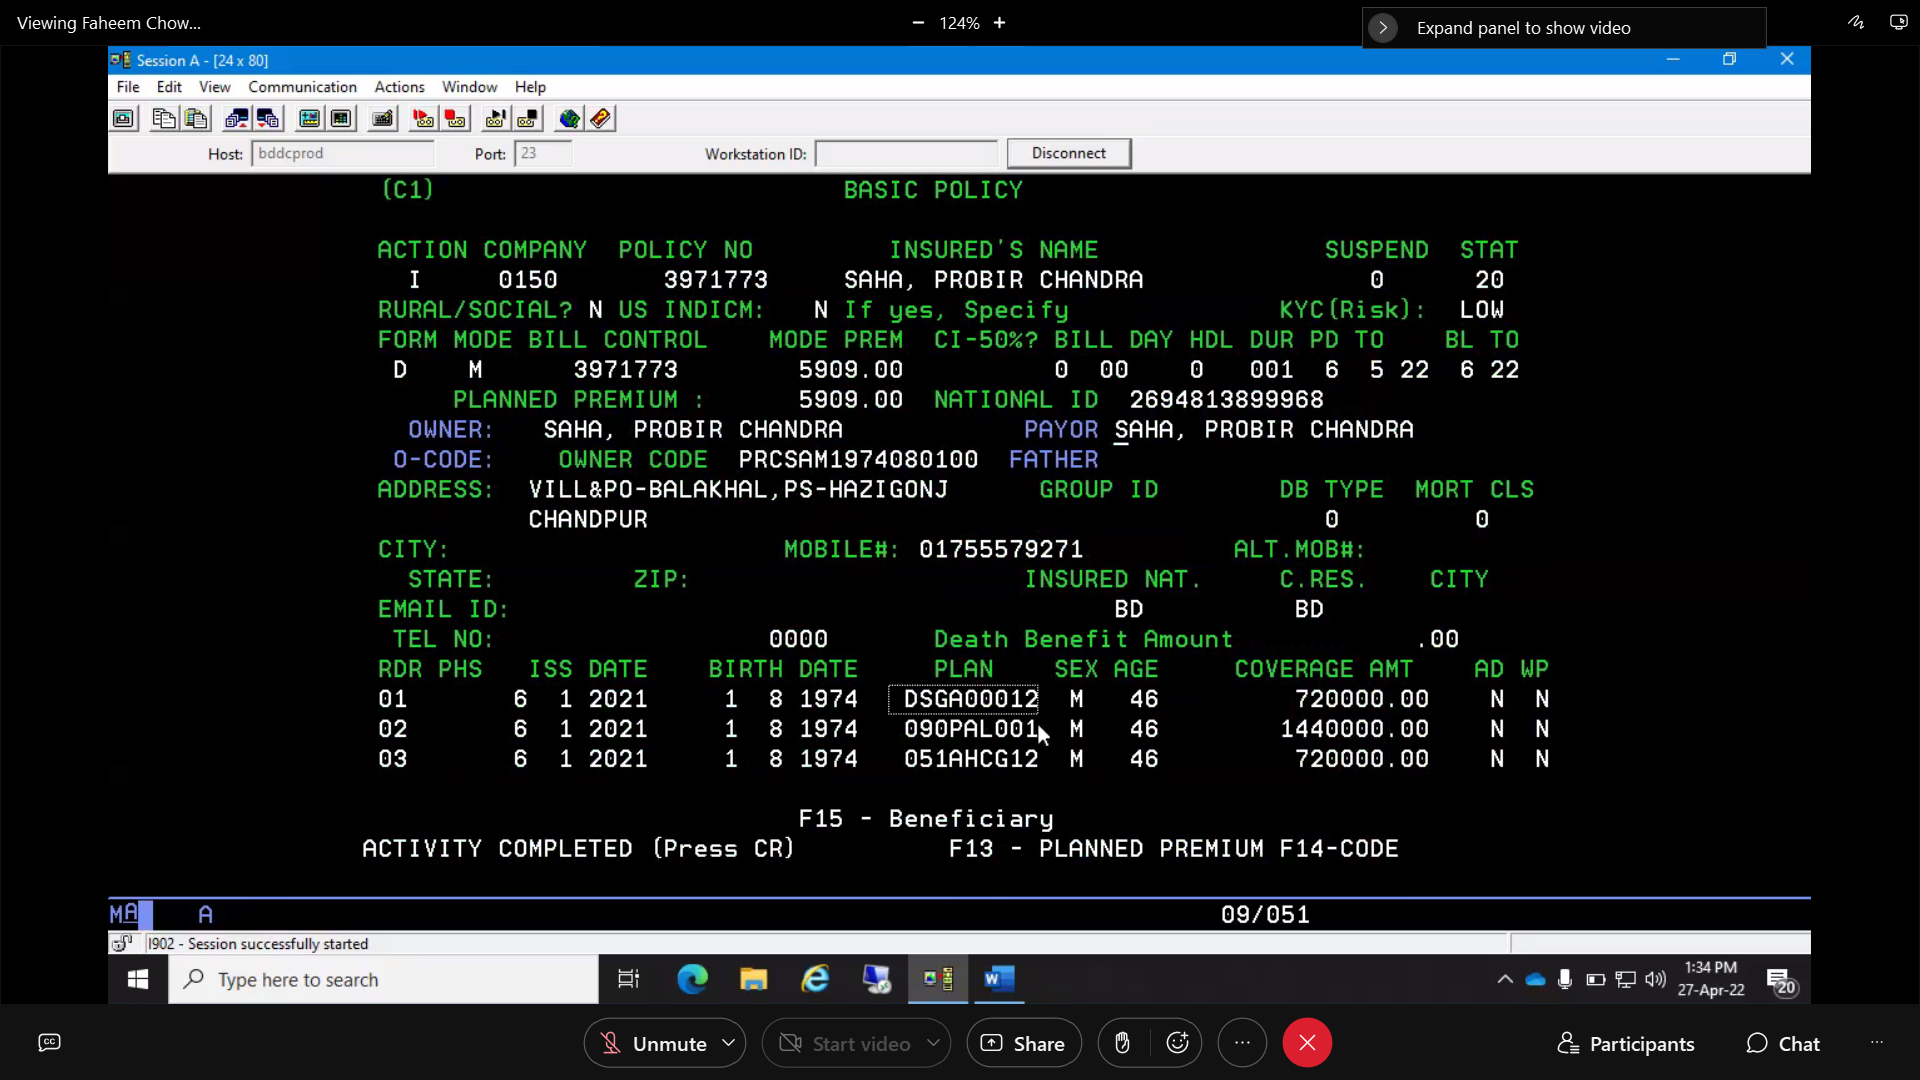 Viewing Faheem Chow... − 124% + Expand panel to show video
Session A - [24 x 80]
File Edit View Communication Actions Window Help
Host: bddcprod Port: 23 Workstation ID: Disconnect
(C1) BASIC POLICY
ACTION COMPANY POLICY NO INSURED'S NAME SUSPEND STAT
I 0150 3971773 SAHA, PROBIR CHANDRA 0 20
RURAL/SOCIAL? N US INDICM: N If yes, Specify KYC(Risk): LOW
FORM MODE BILL CONTROL MODE PREM CI-50%? BILL DAY HDL DUR PD TO BL TO
D M 3971773 5909.00 0 00 0 001 6 5 22 6 22
PLANNED PREMIUM : 5909.00 NATIONAL ID 2694813899968
OWNER: SAHA, PROBIR CHANDRA PAYOR SAHA, PROBIR CHANDRA
O-CODE: OWNER CODE PRCSAM1974080100 FATHER
ADDRESS: VILL&PO-BALAKHAL,PS-HAZIGONJ GROUP ID DB TYPE MORT CLS
CHANDPUR 0 0
CITY: MOBILE#: 01755579271 ALT.MOB#:
STATE: ZIP: INSURED NAT. C.RES. CITY
EMAIL ID: BD BD
TEL NO: 0000 Death Benefit Amount .00
RDR PHS ISS DATE BIRTH DATE PLAN SEX AGE COVERAGE AMT AD WP
01 6 1 2021 1 8 1974 DSGA00012 M 46 720000.00 N N
02 6 1 2021 1 8 1974 090PAL001 M 46 1440000.00 N N
03 6 1 2021 1 8 1974 051AHCG12 M 46 720000.00 N N
F15 - Beneficiary
ACTIVITY COMPLETED (Press CR) F13 - PLANNED PREMIUM F14-CODE
MA A 09/051
I902 - Session successfully started
Type here to search 1:34 PM
27-Apr-22 20
Unmute Start video Share Participants Chat